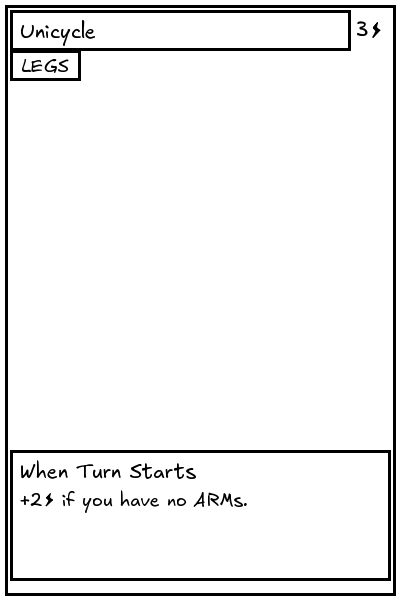 Unicycle 3⚡
LEGS
When Turn Starts
+2⚡ if you have no ARMs.